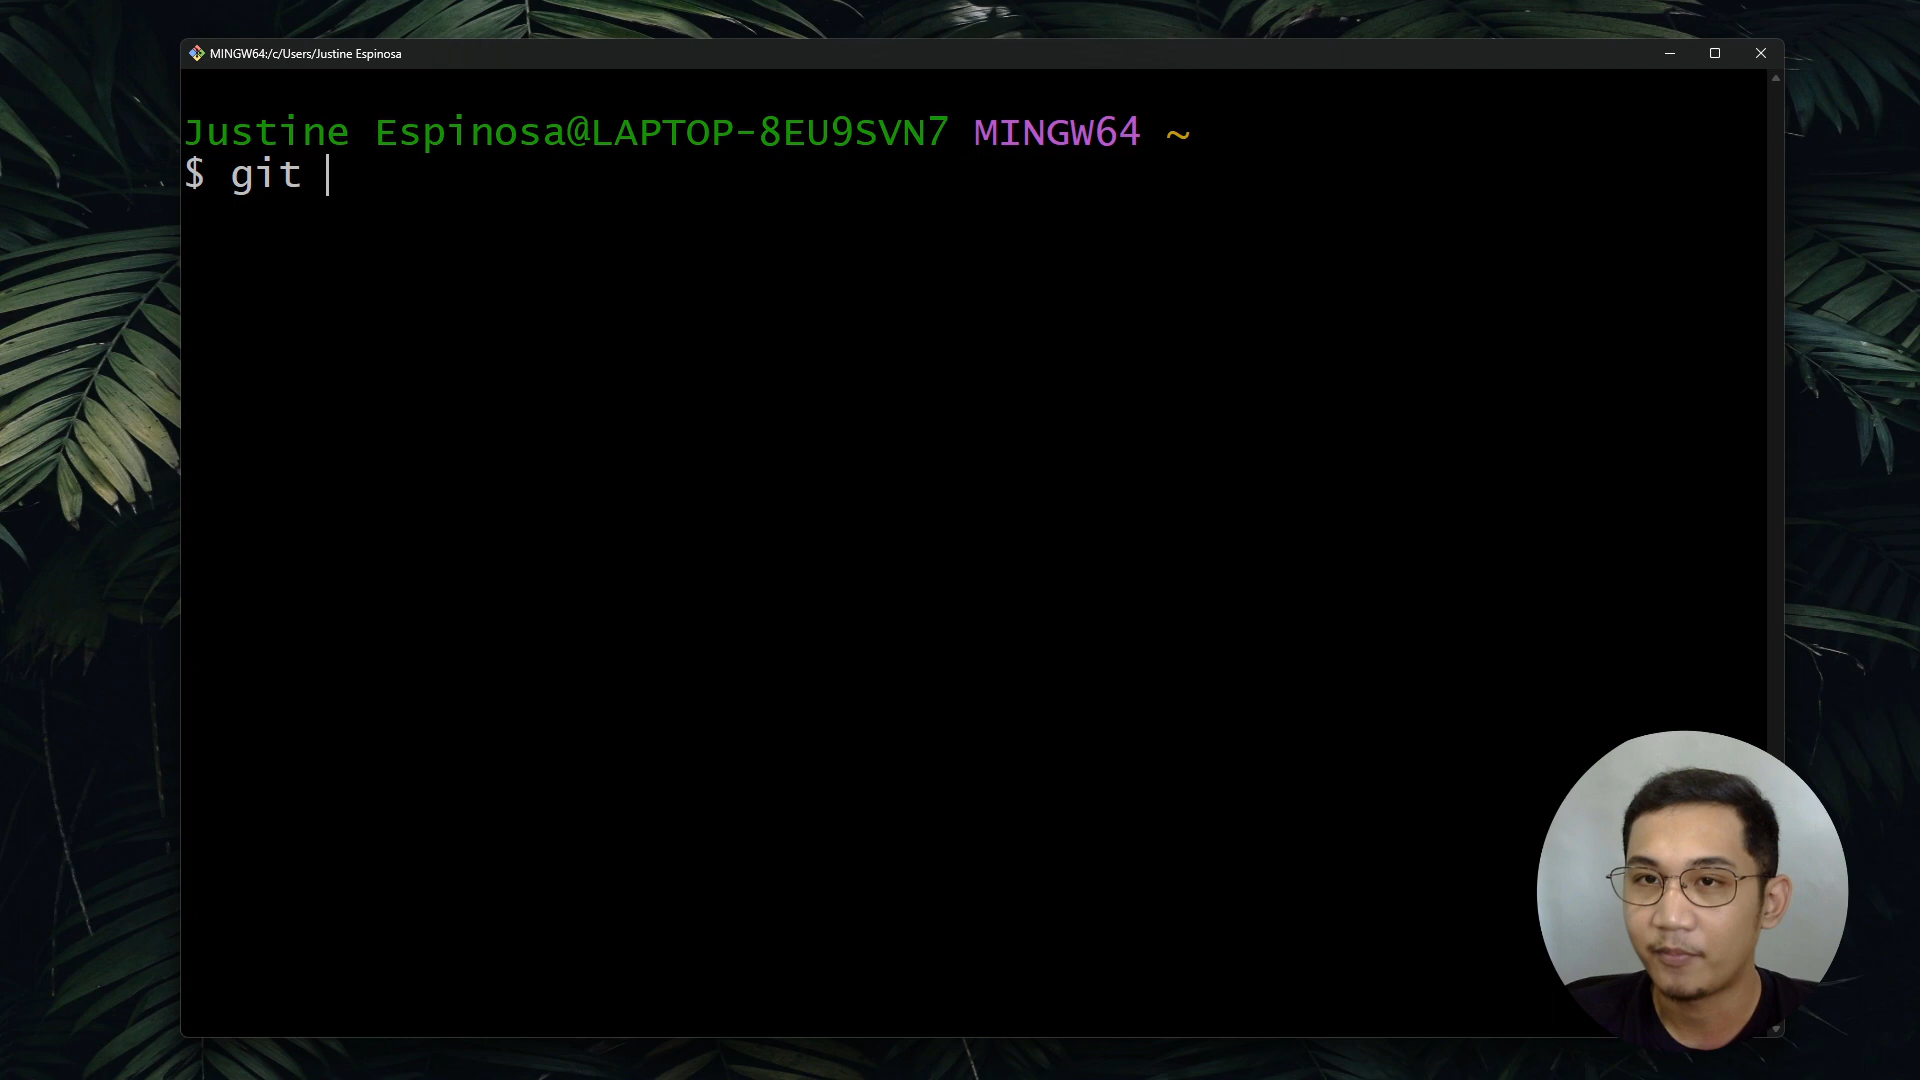 MINGW64:/c/Users/Justine Espinosa
Justine Espinosa@LAPTOP-8EU9SVN7 MINGW64 ~
$ git